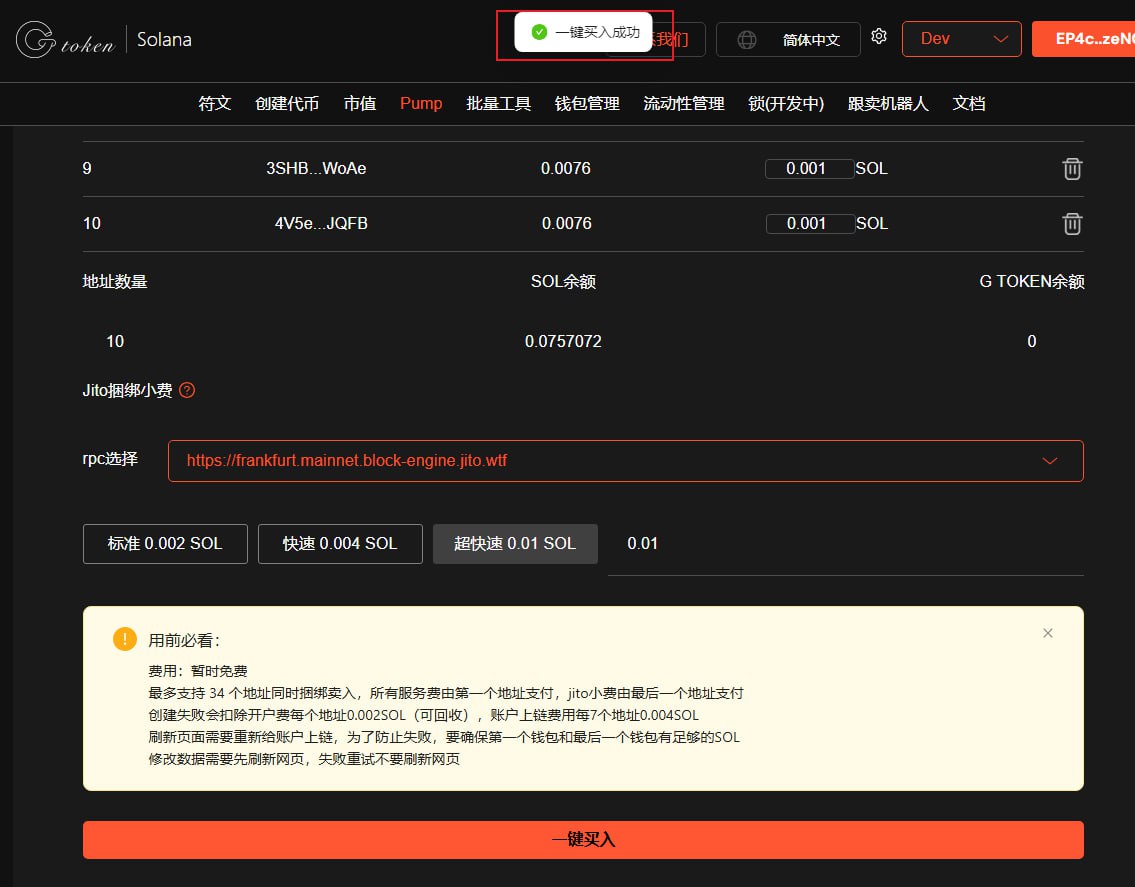 G token
Solana
一键买入成功
我们
简体中文
Dev
EP4c..zeN
符文 创建代币 市值 Pump 批量工具 钱包管理 流动性管理 锁(开发中) 跟卖机器人 文档
9 3SHB...WoAe 0.0076 0.001 SOL
10 4V5e...JQFB 0.0076 0.001 SOL
地址数量 SOL余额 G TOKEN余额
10 0.0757072 0
Jito捆绑小费 ?
rpc选择 https://frankfurt.mainnet.block-engine.jito.wtf
标准 0.002 SOL 快速 0.004 SOL 超快速 0.01 SOL 0.01
用前必看：
费用：暂时免费
最多支持 34 个地址同时捆绑卖入，所有服务费由第一个地址支付，jito小费由最后一个地址支付
创建失败会扣除开户费每个地址0.002SOL（可回收），账户上链费用每7个地址0.004SOL
刷新页面需要重新给账户上链，为了防止失败，要确保第一个钱包和最后一个钱包有足够的SOL
修改数据需要先刷新网页，失败重试不要刷新网页
一键买入